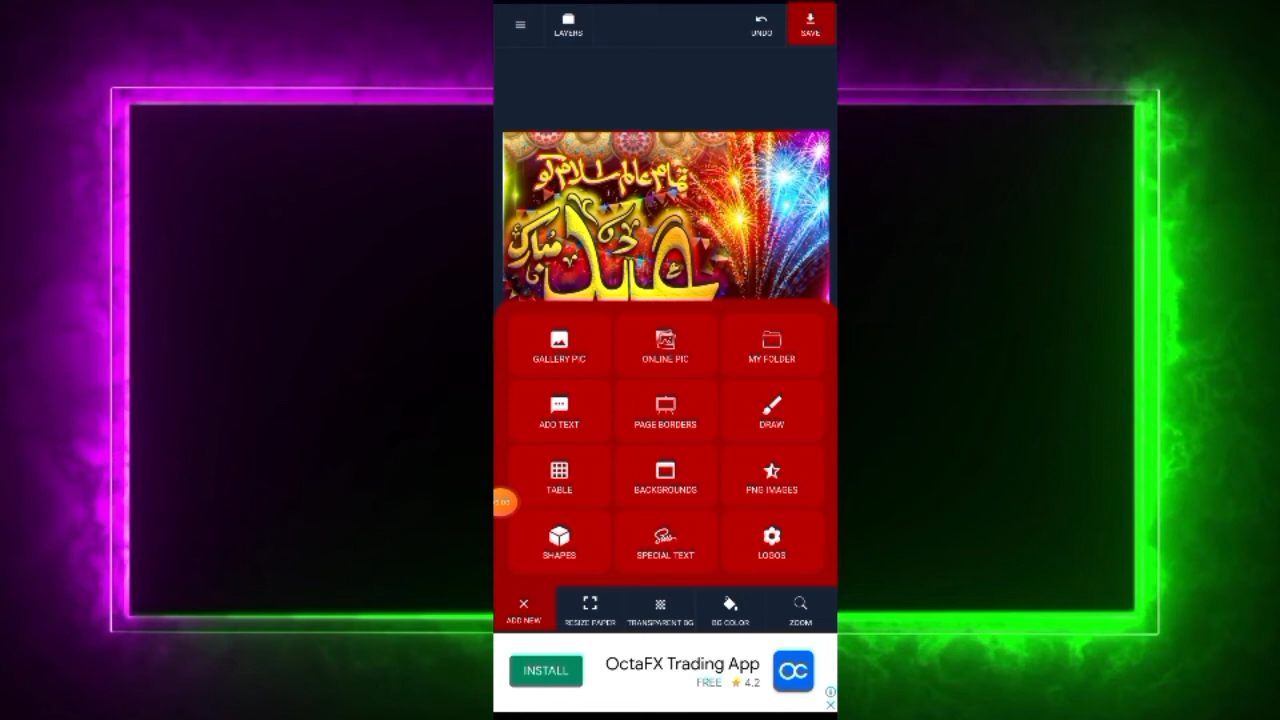 LAYERS
UNDO
SAVE
تمام عالم اسلام کو
عید مبارک
GALLERY PIC
ONLINE PIC
MY FOLDER
ADD TEXT
PAGE BORDERS
DRAW
TABLE
BACKGROUNDS
PNG IMAGES
SHAPES
SPECIAL TEXT
LOGOS
ADD NEW
RESIZE PAPER
TRANSPARENT BG
BG COLOR
ZOOM
INSTALL
OctaFX Trading App
FREE ★ 4.2